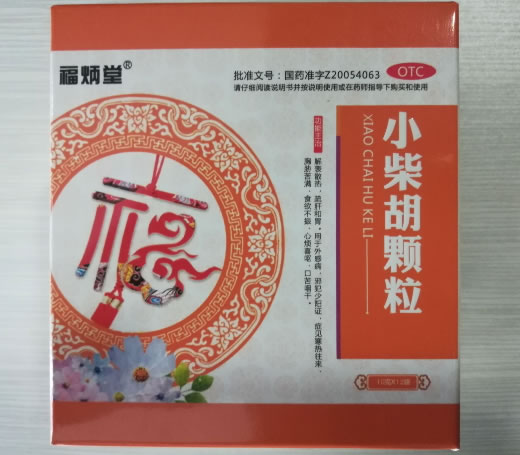 福炳堂®
批准文号：国药准字Z20054063
OTC
请仔细阅读说明书并按说明使用或在药师指导下购买和使用
小柴胡颗粒
XIAO CHAI HU KE LI
功能主治
解表散热，疏肝和胃。用于外感病，邪犯少阳证，症见寒热往来、
胸胁苦满、食欲不振、心烦喜呕、口苦咽干。
福
10克X12袋